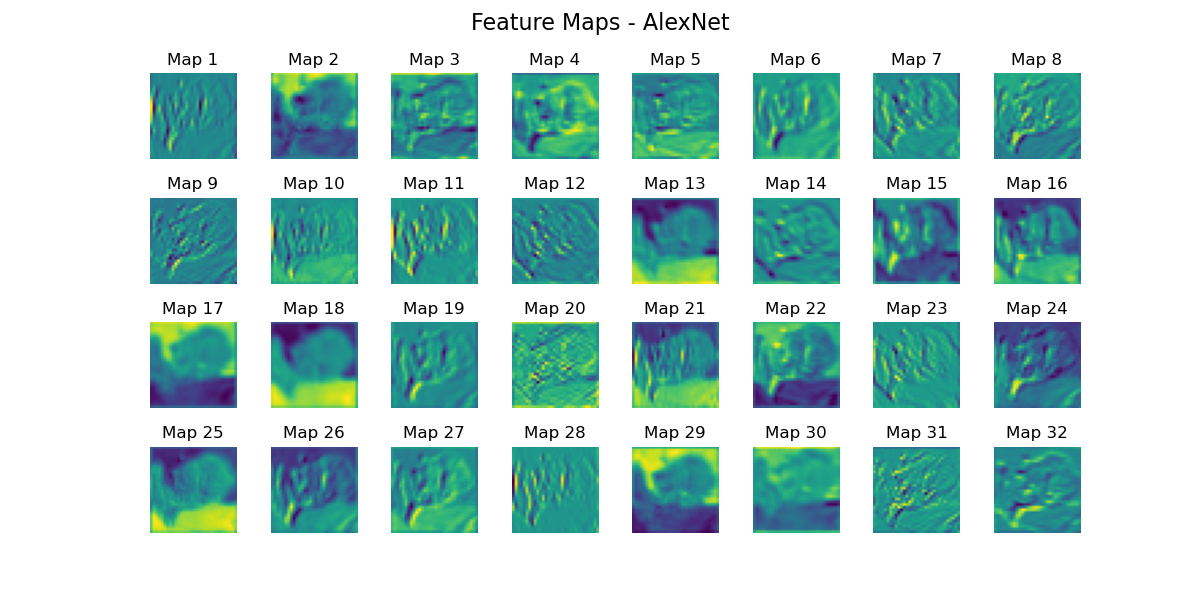 Feature Maps - AlexNet
Map 1 Map 2 Map 3 Map 4 Map 5 Map 6 Map 7 Map 8
Map 9 Map 10 Map 11 Map 12 Map 13 Map 14 Map 15 Map 16
Map 17 Map 18 Map 19 Map 20 Map 21 Map 22 Map 23 Map 24
Map 25 Map 26 Map 27 Map 28 Map 29 Map 30 Map 31 Map 32